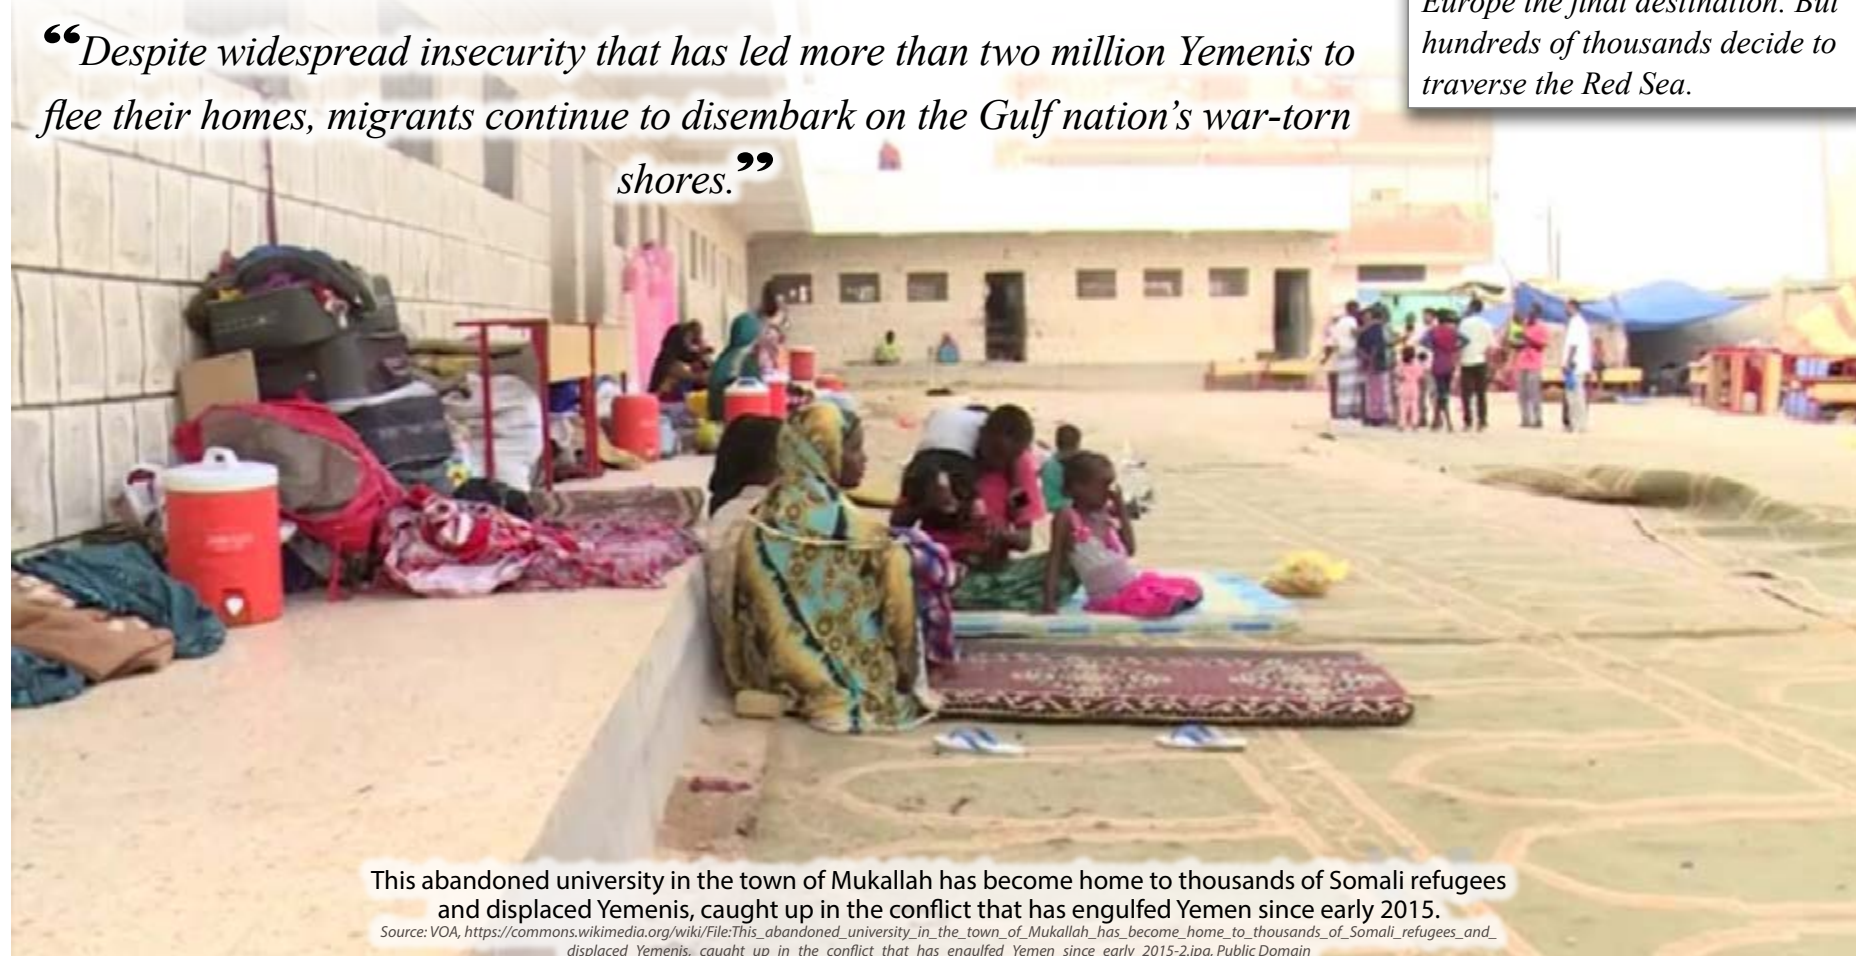 Europe the final destination. But
hundreds of thousands decide to
traverse the Red Sea.
“Despite widespread insecurity that has led more than two million Yemenis to
flee their homes, migrants continue to disembark on the Gulf nation’s war-torn
shores.”
This abandoned university in the town of Mukallah has become home to thousands of Somali refugees
and displaced Yemenis, caught up in the conflict that has engulfed Yemen since early 2015.
Source: VOA, https://commons.wikimedia.org/wiki/File:This_abandoned_university_in_the_town_of_Mukallah_has_become_home_to_thousands_of_Somali_refugees_and_
displaced_Yemenis,_caught_up_in_the_conflict_that_has_engulfed_Yemen_since_early_2015-2.jpg, Public Domain